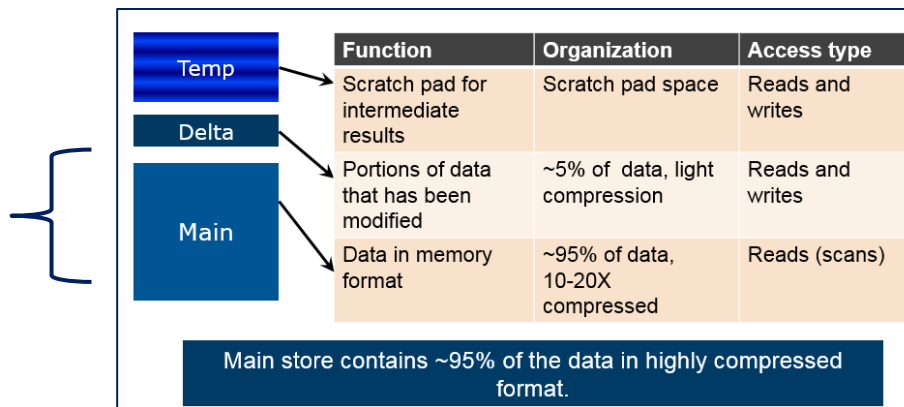 Temp
Delta
Main
Function
Organization
Access type
Scratch pad for
intermediate
results
Scratch pad space
Reads and
writes
Portions of data
that has been
modified
~5% of  data, light
compression
Reads and
writes
Data in memory
format
~95% of data,
10-20X
compressed
Reads (scans)
Main store contains ~95% of the data in highly compressed
format.